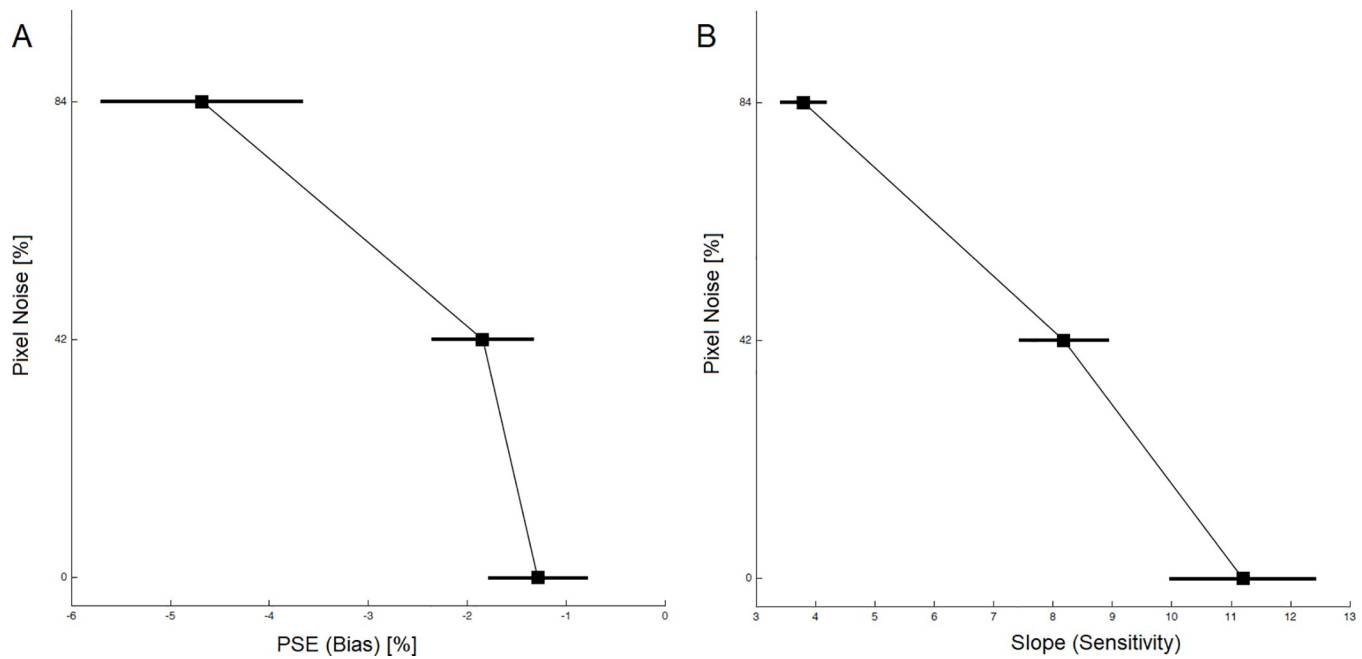 A
Pixel Noise [%]
84
42
0
-6 -5 -4 -3 -2 -1 0
PSE (Bias) [%]
B
Pixel Noise [%]
84
42
0
3 4 5 6 7 8 9 10 11 12 13
Slope (Sensitivity)